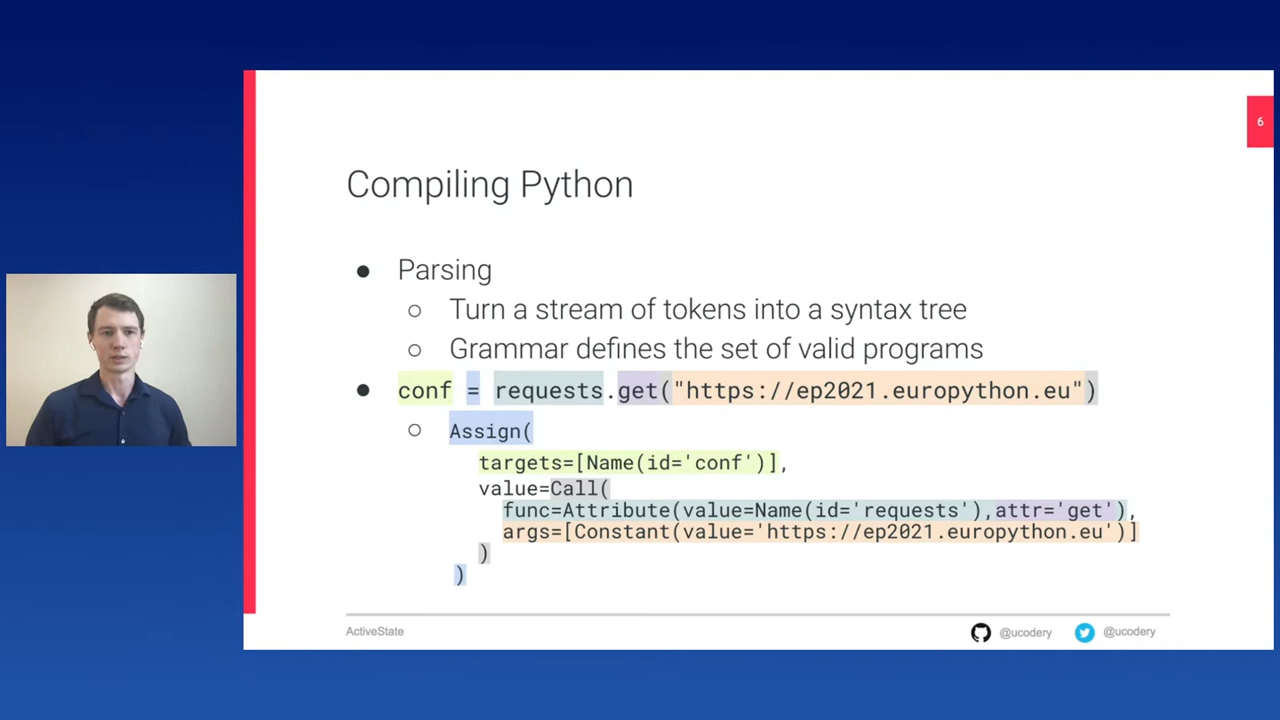 6
Compiling Python
● Parsing
○ Turn a stream of tokens into a syntax tree
○ Grammar defines the set of valid programs
● conf = requests.get("https://ep2021.europython.eu")
○ Assign(
targets=[Name(id='conf')],
value=Call(
func=Attribute(value=Name(id='requests'),attr='get'),
args=[Constant(value='https://ep2021.europython.eu')]
)
)
ActiveState @ucodery @ucodery